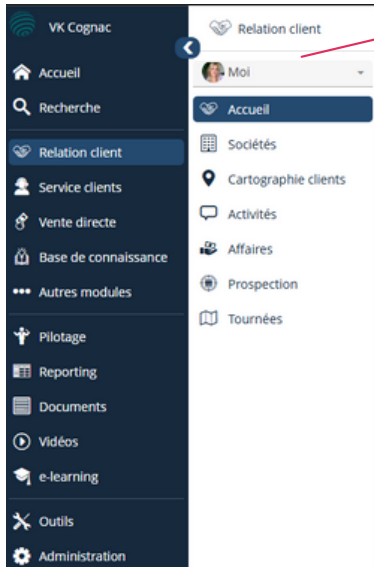 VK Cognac
Accueil
Recherche
Relation client
Service clients
Vente directe
Base de connaissance
Autres modules
Pilotage
Reporting
Documents
Vidéos
e-learning
Outils
Administration
Relation client
Moi
Accueil
Sociétés
Cartographie clients
Activités
Affaires
Prospection
Tournées